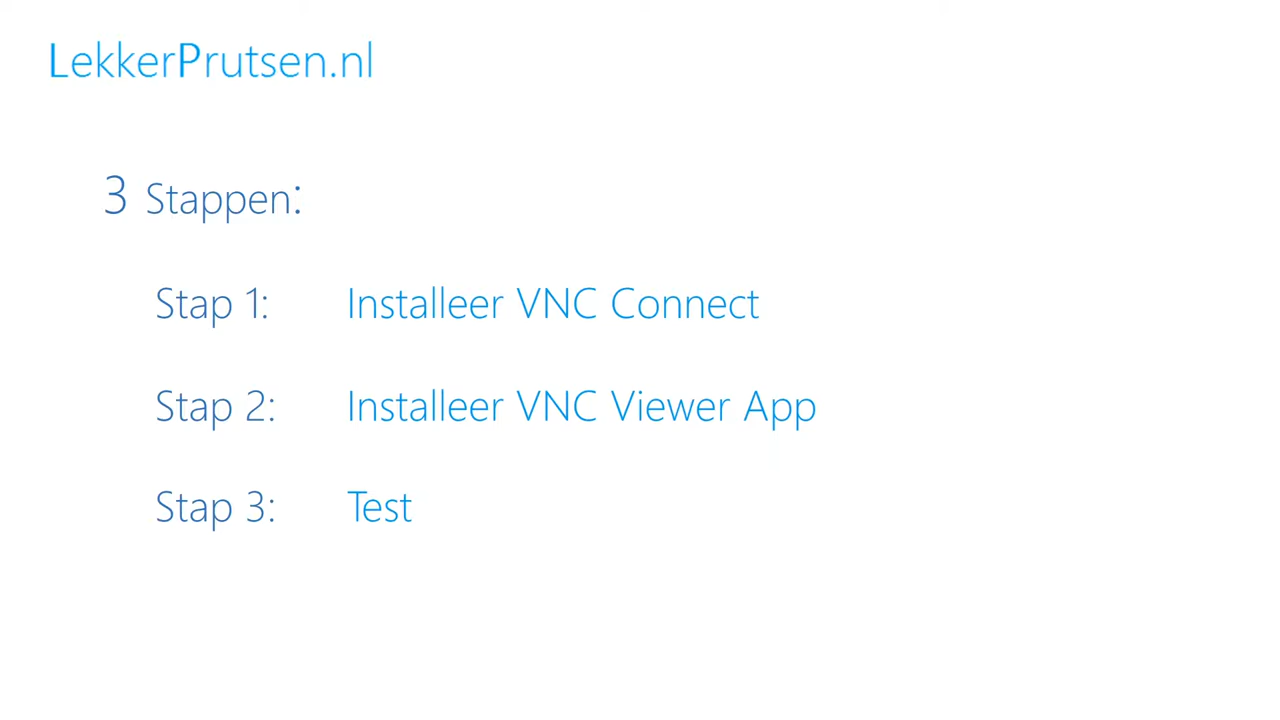 LekkerPrutsen.nl
3 Stappen:
Stap 1: Installeer VNC Connect
Stap 2: Installeer VNC Viewer App
Stap 3: Test